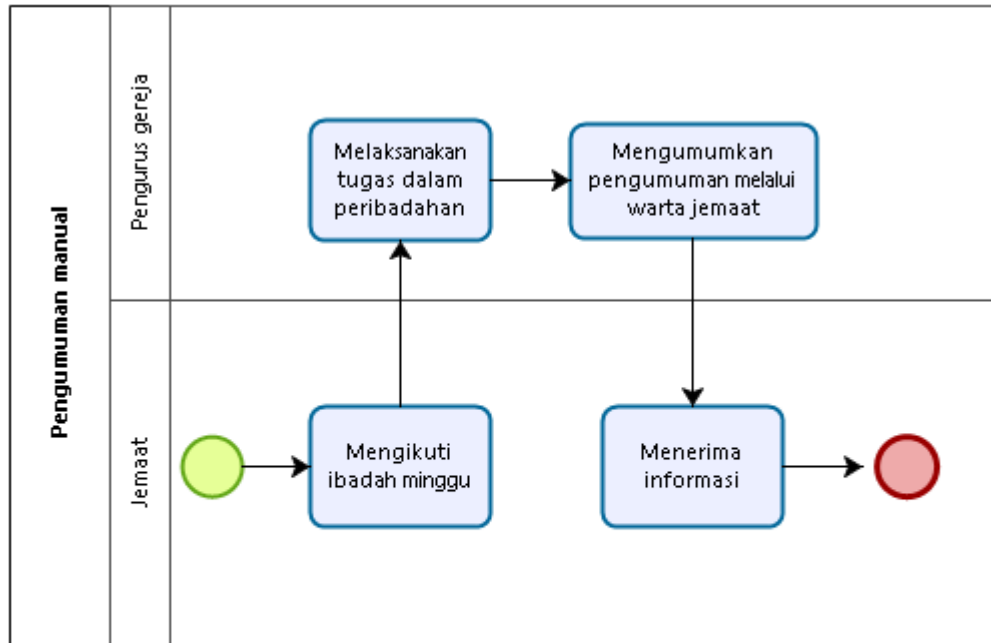 Pengumuman manual
Pengurus gereja
Melaksanakan
tugas dalam
peribadahan
Mengumumkan
pengumuman melalui
warta jemaat
Jemaat
Mengikuti
ibadah minggu
Menerima
informasi